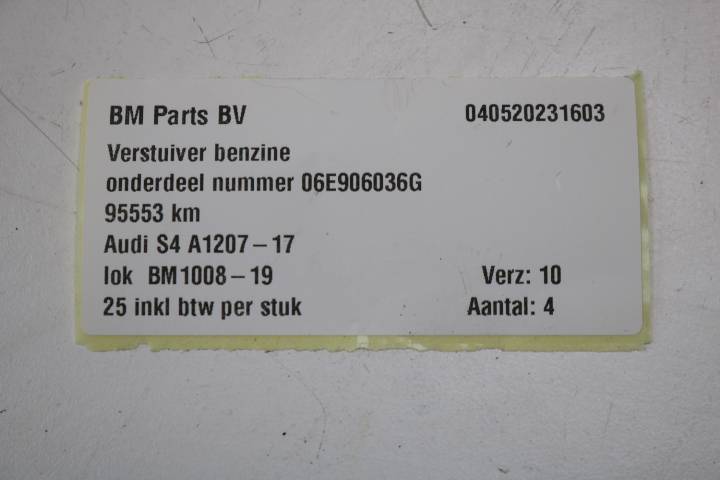 BM Parts BV 040520231603
Verstuiver benzine
onderdeel nummer 06E906036G
95553 km
Audi S4 A1207-17
lok BM1008-19 Verz: 10
25 inkl btw per stuk Aantal: 4